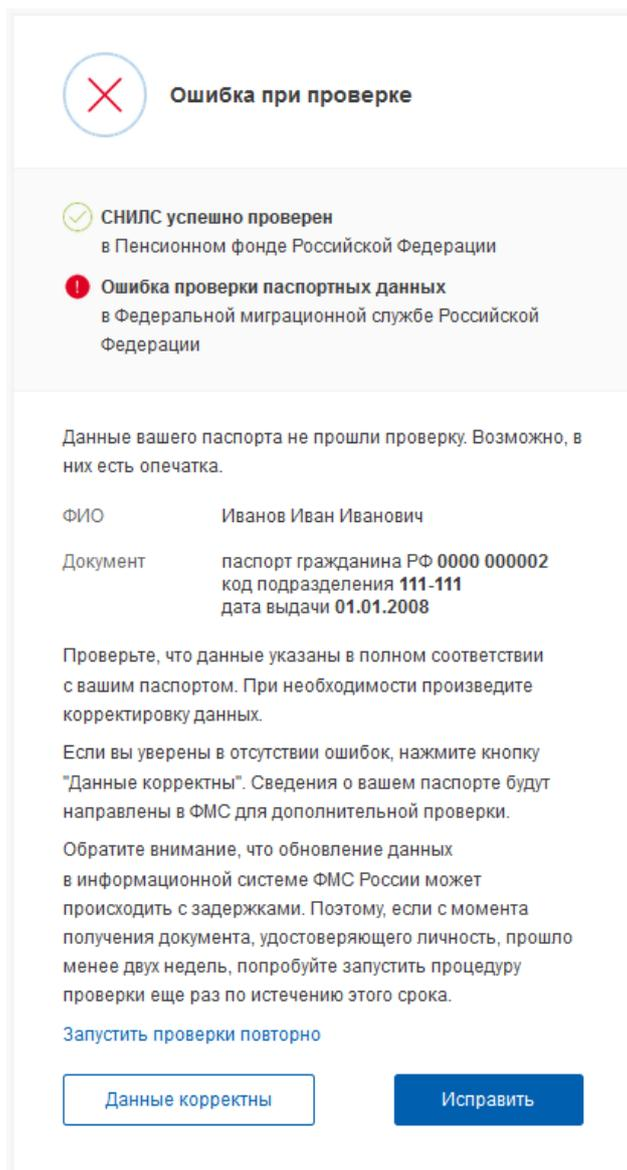 Ошибка при проверке
СНИЛС успешно проверен
в Пенсионном фонде Российской Федерации
Ошибка проверки паспортных данных
в Федеральной миграционной службе Российской
Федерации
Данные вашего паспорта не прошли проверку. Возможно, в
них есть опечатка.
ФИО Иванов Иван Иванович
Документ паспорт гражданина РФ 0000 000002
код подразделения 111-111
дата выдачи 01.01.2008
Проверьте, что данные указаны в полном соответствии
с вашим паспортом. При необходимости произведите
корректировку данных.
Если вы уверены в отсутствии ошибок, нажмите кнопку
"Данные корректны". Сведения о вашем паспорте будут
направлены в ФМС для дополнительной проверки.
Обратите внимание, что обновление данных
в информационной системе ФМС России может
происходить с задержками. Поэтому, если с момента
получения документа, удостоверяющего личность, прошло
менее двух недель, попробуйте запустить процедуру
проверки еще раз по истечению этого срока.
Запустить проверки повторно
Данные корректны Исправить